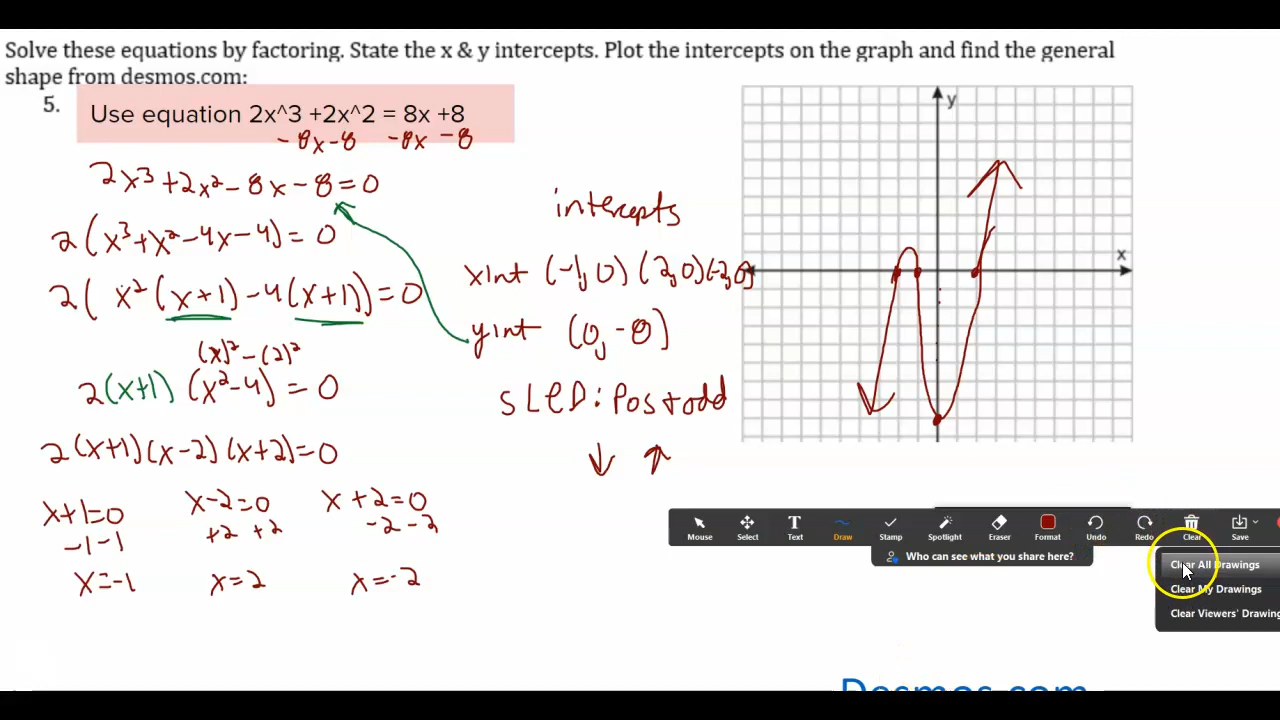 Solve these equations by factoring. State the x & y intercepts. Plot the intercepts on the graph and find the general
shape from desmos.com:
5. Use equation 2x^3 +2x^2 = 8x +8
-8x-8 -8x -8
2x³+2x²-8x-8=0
2(x³+x²-4x-4)=0
2(x²(x+1)-4(x+1))=0
(x)²-(2)²
2(x+1)(x²-4)=0
2(x+1)(x-2)(x+2)=0
x+1=0 x-2=0 x+2=0
-1-1 +2 +2 -2-2
x=-1 x=2 x=-2
intercepts
xint (-1,0)(2,0)(-2,0)
yint (0,-8)
SLED: Pos+odd
↓ ↑
y
x
Mouse Select Text Draw Stamp Spotlight Eraser Format Undo Redo Clear Save
Who can see what you share here?
Clear All Drawings
Clear My Drawings
Clear Viewers' Drawing
Desmos.com